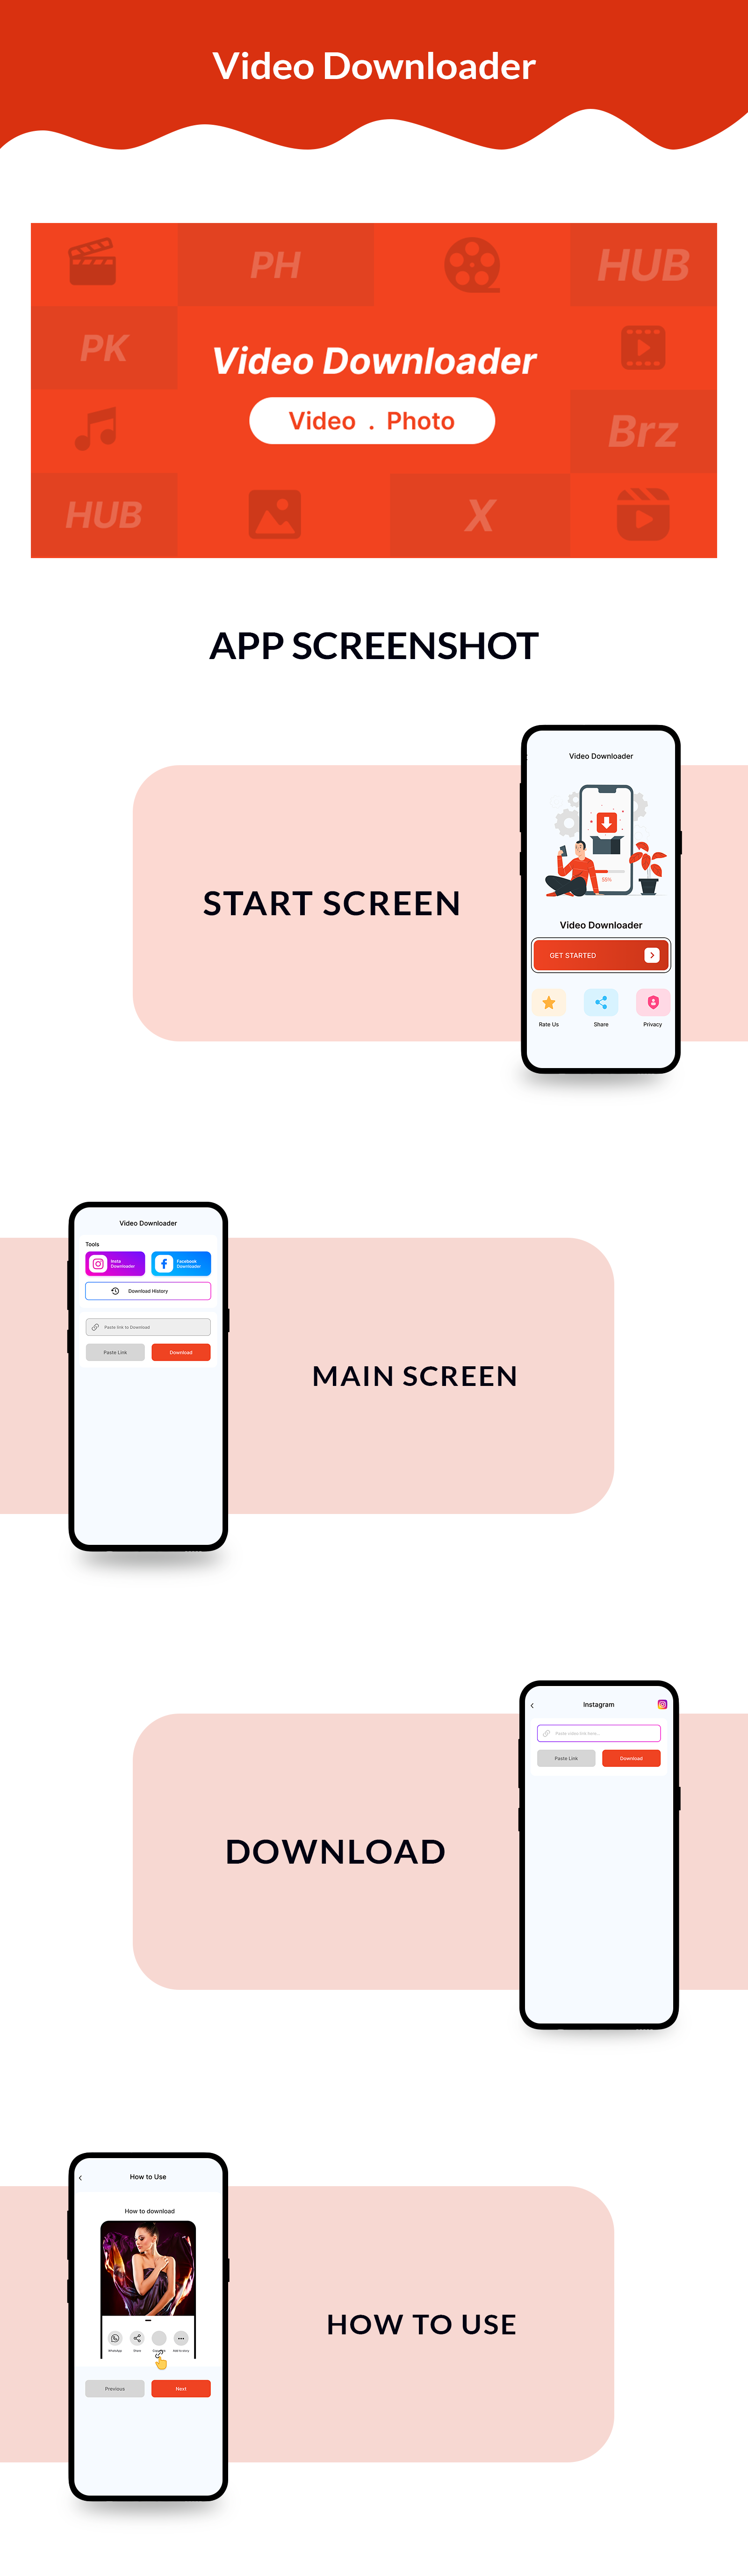 Video Downloader
PH
HUB
PK
Video Downloader
Video . Photo
Brz
HUB
X
APP SCREENSHOT
START SCREEN
Video Downloader
68%
Video Downloader
GET STARTED
Rate Us
Share
Privacy
MAIN SCREEN
Video Downloader
Tools
Insta
Downloader
Facebook
Downloader
Download History
Paste link to Download
Paste Link
Download
DOWNLOAD
Instagram
Paste video link here...
Paste Link
Download
HOW TO USE
How to Use
How to download
WhatsApp
Share
Add to story
Previous
Next